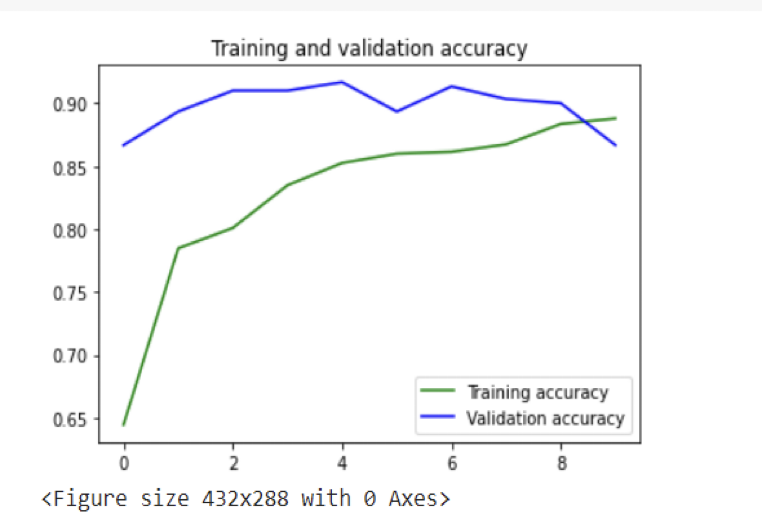 Training and validation accuracy
0.90
0.85
0.80
0.75
0.70
0.65
Training accuracy
Validation accuracy
0 2 4 6 8
<Figure size 432x288 with 0 Axes>